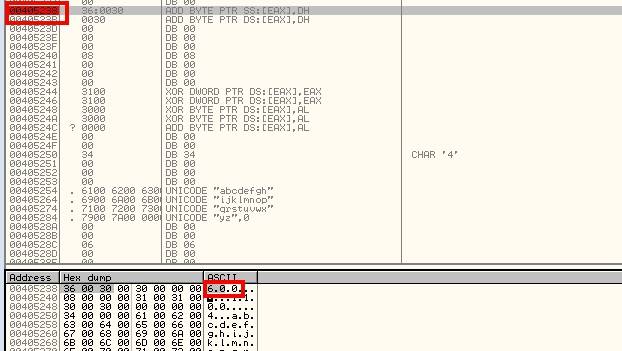 00405238 36:0030 ADD BYTE PTR SS:[EAX],DH
0040523B 0030 ADD BYTE PTR DS:[EAX],DH
0040523D 00 DB 00
0040523E 00 DB 00
0040523F 00 DB 00
00405240 08 DB 08
00405241 00 DB 00
00405242 00 DB 00
00405243 00 DB 00
00405244 3100 XOR DWORD PTR DS:[EAX],EAX
00405246 3100 XOR DWORD PTR DS:[EAX],EAX
00405248 3000 XOR BYTE PTR DS:[EAX],AL
0040524A 3000 XOR BYTE PTR DS:[EAX],AL
0040524C ? 0000 ADD BYTE PTR DS:[EAX],AL
0040524E 00 DB 00
0040524F 00 DB 00
00405250 34 DB 34 CHAR '4'
00405251 00 DB 00
00405252 00 DB 00
00405253 00 DB 00
00405254 . 6100 6200 6300 UNICODE "abcdefgh"
00405264 . 6900 6A00 6B00 UNICODE "ijklmnop"
00405274 . 7100 7200 7300 UNICODE "qrstuvwx"
00405284 . 7900 7A00 0000 UNICODE "yz",0
0040528A 00 DB 00
0040528B 00 DB 00
0040528C 06 DB 06
0040528D 00 DB 00
0040528E 00 DB 00
Address Hex dump ASCII
00405238 36 00 30 00 30 00 00 00 6.0.0...
00405240 08 00 00 00 31 00 31 00
00405248 30 00 30 00 00 00 00 00 0.0.....
00405250 34 00 00 00 61 00 62 00 4...a.b.
00405258 63 00 64 00 65 00 66 00 c.d.e.f.
00405260 67 00 68 00 69 00 6A 00 g.h.i.j.
00405268 6B 00 6C 00 6D 00 6E 00 k.l.m.n.